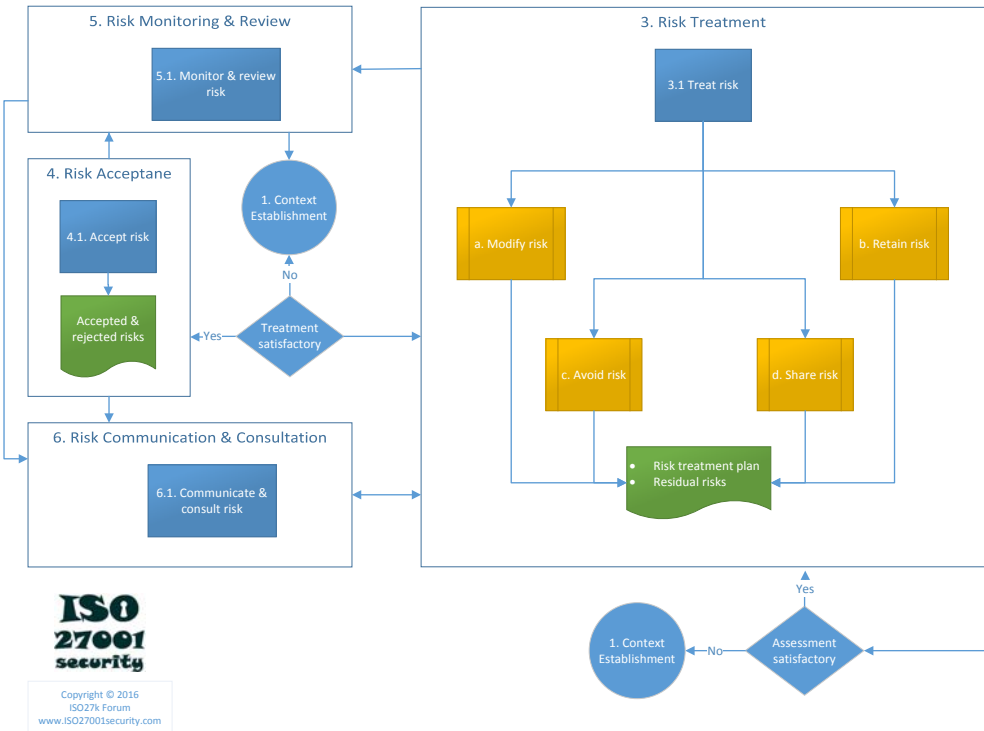 5. Risk Monitoring & Review
5.1. Monitor & review
risk
3. Risk Treatment
3.1 Treat risk
4. Risk Acceptane
4.1. Accept risk
Accepted &
rejected risks
1. Context
Establishment
No
Treatment
satisfactory
Yes
a. Modify risk
b. Retain risk
c. Avoid risk
d. Share risk
• Risk treatment plan
• Residual risks
6. Risk Communication & Consultation
6.1. Communicate &
consult risk
Yes
Assessment
satisfactory
No
1. Context
Establishment
ISO
27001
security
Copyright © 2016
ISO27k Forum
www.ISO27001security.com